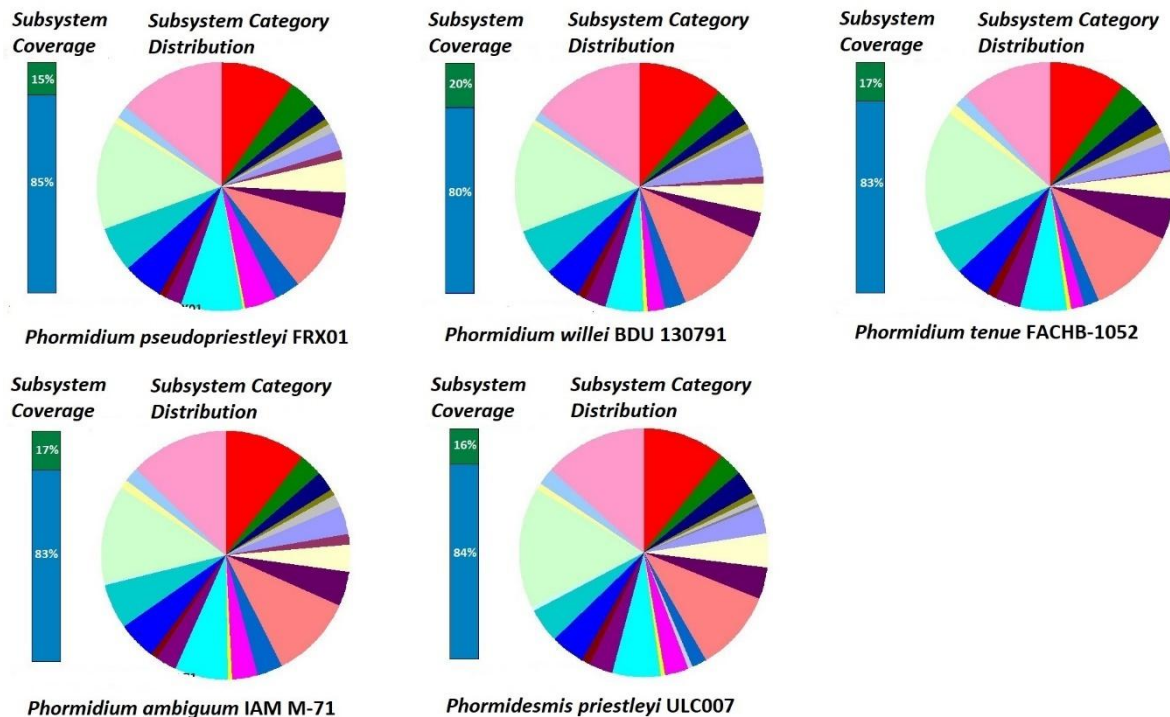 Subsystem
Coverage
Subsystem Category
Distribution
15%
85%
Phormidium pseudopriestleyi FRX01
Subsystem
Coverage
Subsystem Category
Distribution
20%
80%
Phormidium willei BDU 130791
Subsystem
Coverage
Subsystem Category
Distribution
17%
83%
Phormidium tenue FACHB-1052
Subsystem
Coverage
Subsystem Category
Distribution
17%
83%
Phormidium ambiguum IAM M-71
Subsystem
Coverage
Subsystem Category
Distribution
16%
84%
Phormidesmis priestleyi ULC007